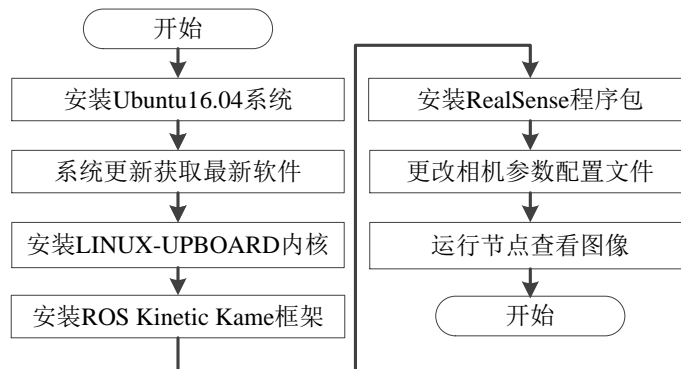 开始
安装Ubuntu16.04系统
系统更新获取最新软件
安装LINUX-UPBOARD内核
安装ROS Kinetic Kame框架
安装RealSense程序包
更改相机参数配置文件
运行节点查看图像
开始